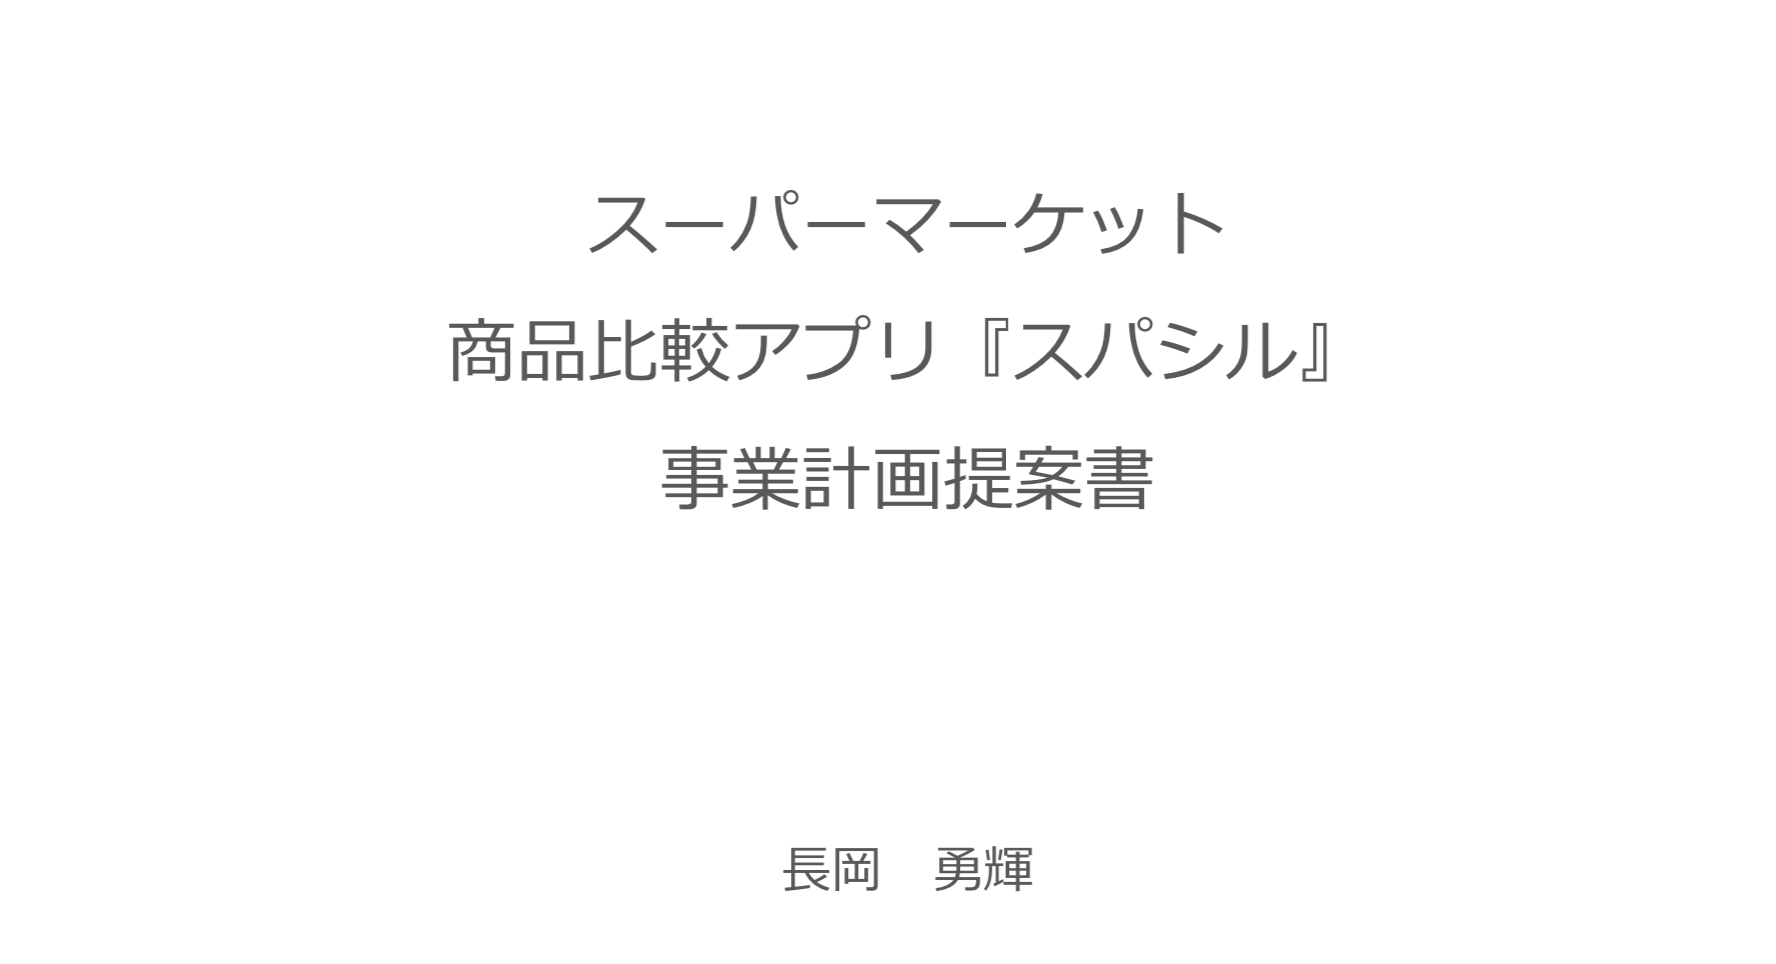 スーパーマーケット
商品比較アプリ『スパシル』
事業計画提案書
長岡　勇輝